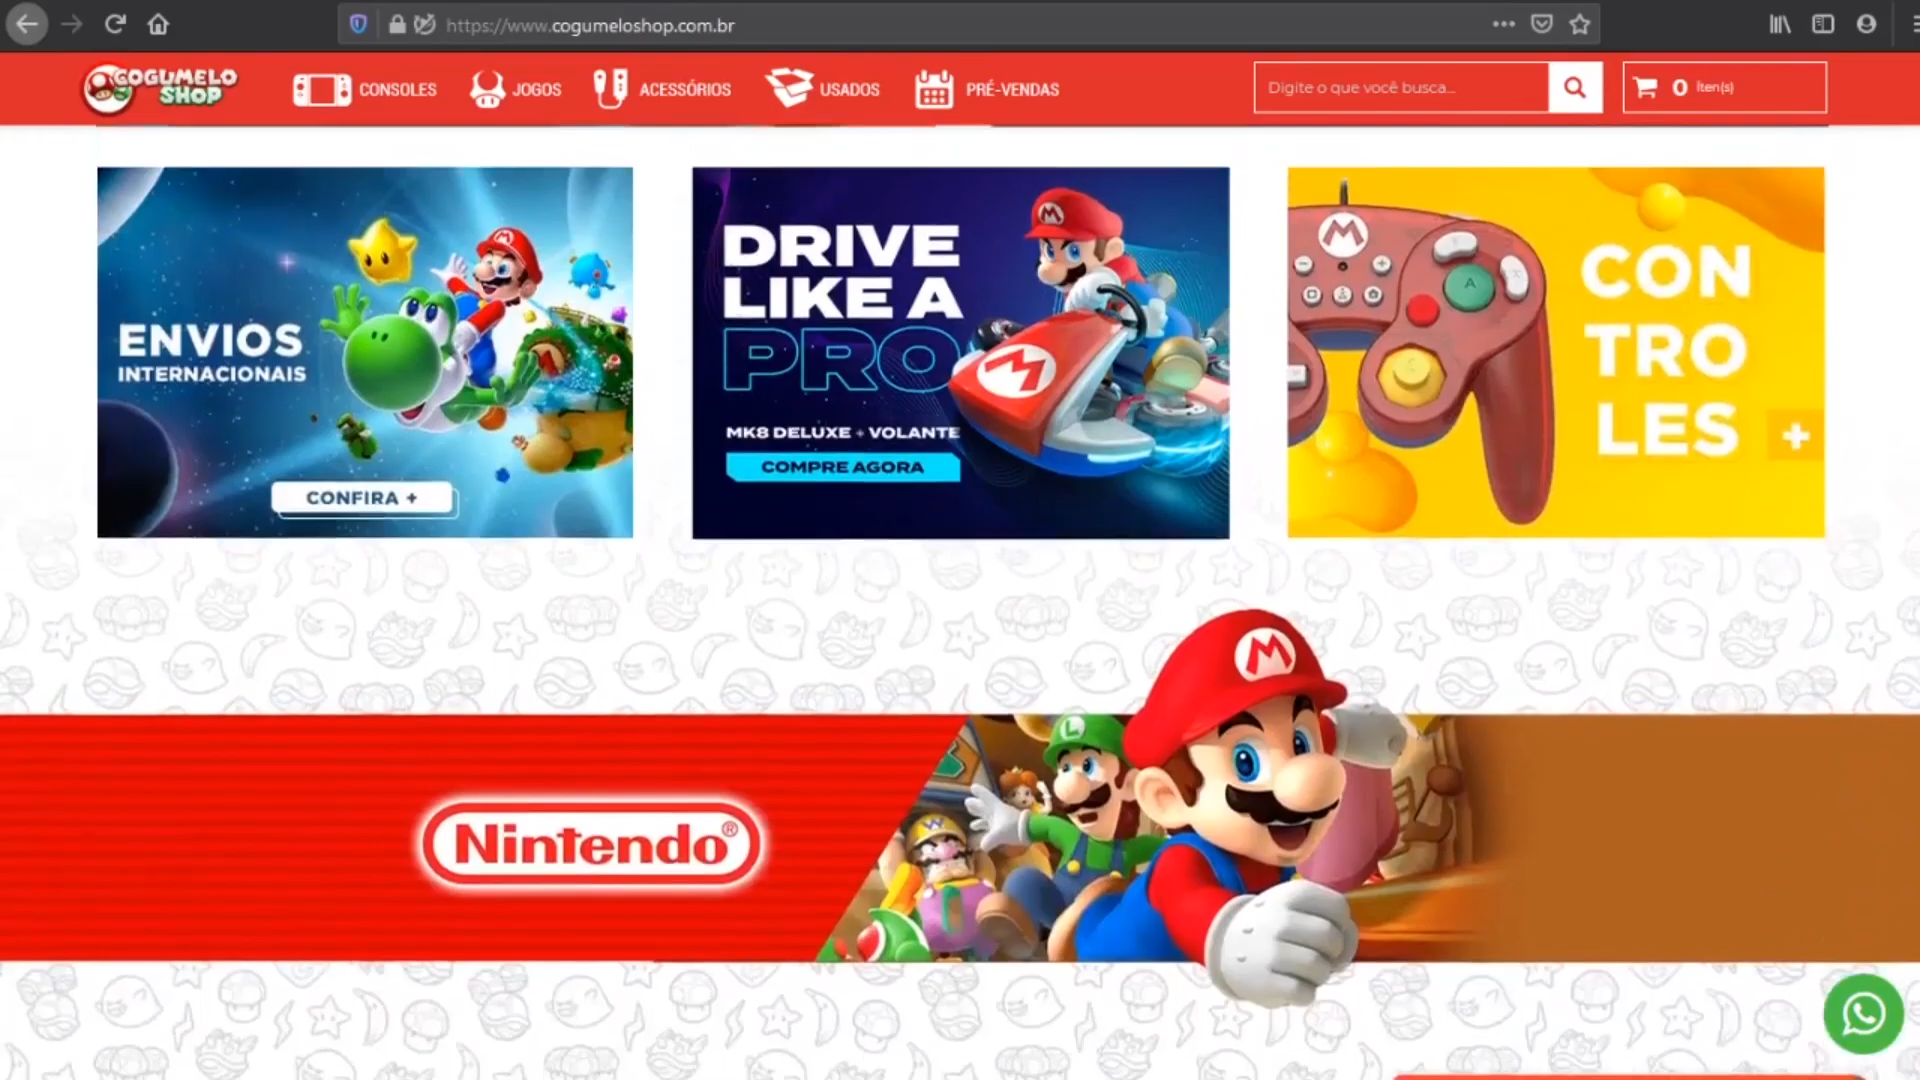 https://www.cogumeloshop.com.br
COGUMELO
SHOP
CONSOLES
JOGOS
ACESSÓRIOS
USADOS
PRÉ-VENDAS
Digite o que você busca...
0 Íten(s)
ENVIOS
INTERNACIONAIS
CONFIRA +
DRIVE
LIKE A
PRO
MK8 DELUXE + VOLANTE
COMPRE AGORA
M
A
CON
TRO
LES +
Nintendo®
L
M